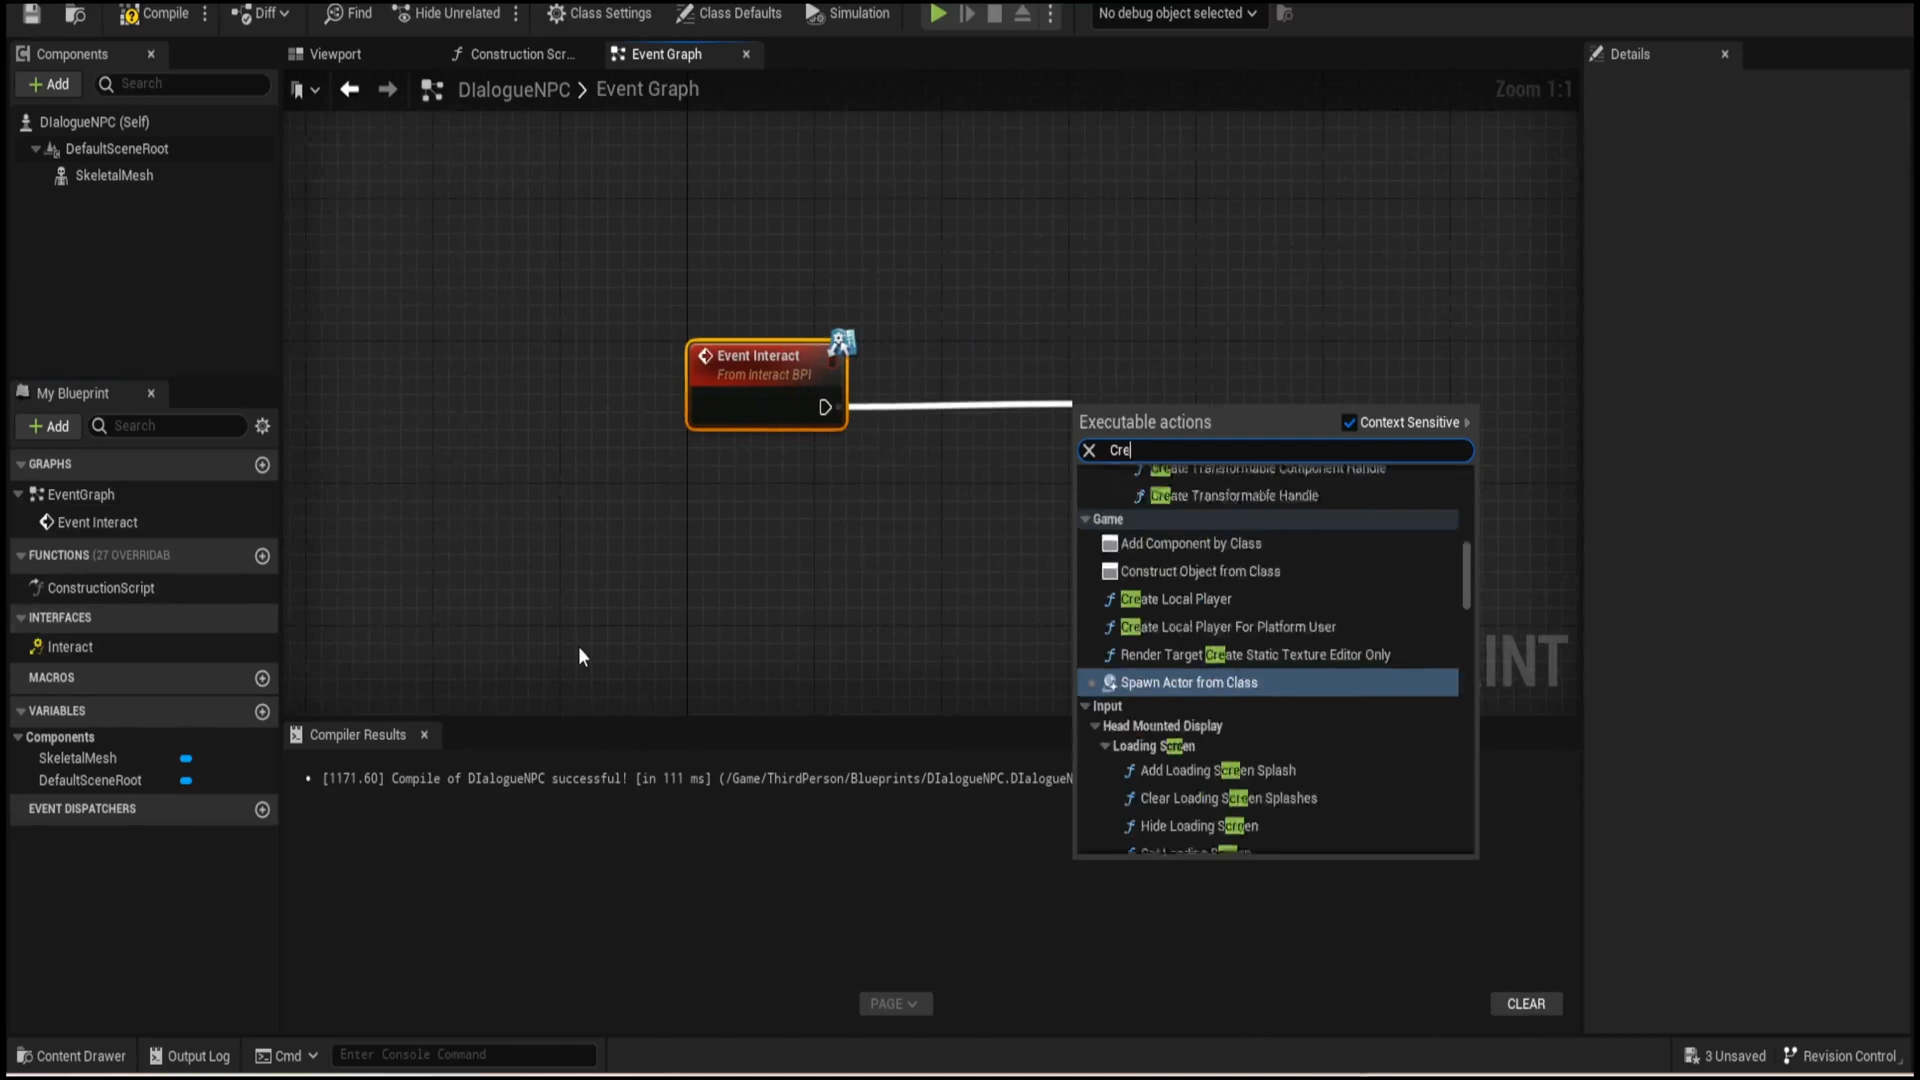 Compile
Diff
Find
Hide Unrelated
Class Settings
Class Defaults
Simulation
No debug object selected
Components
Add
Search
DIalogueNPC (Self)
DefaultSceneRoot
SkeletalMesh
Viewport
Construction Scr...
Event Graph
DIalogueNPC > Event Graph
Zoom 1:1
Details
Event Interact
From Interact BPI
Executable actions
Context Sensitive
Cre
Create Transformable Component Handle
Create Transformable Handle
Game
Add Component by Class
Construct Object from Class
Create Local Player
Create Local Player For Platform User
Render Target Create Static Texture Editor Only
Spawn Actor from Class
Input
Head Mounted Display
Loading Screen
Add Loading Screen Splash
Clear Loading Screen Splashes
Hide Loading Screen
INT
My Blueprint
Add
Search
GRAPHS
EventGraph
Event Interact
FUNCTIONS (27 OVERRIDAB
ConstructionScript
INTERFACES
Interact
MACROS
VARIABLES
Components
SkeletalMesh
DefaultSceneRoot
EVENT DISPATCHERS
Compiler Results
[1171.60] Compile of DIalogueNPC successful! [in 111 ms] (/Game/ThirdPerson/Blueprints/DIalogueNPC.DIalogueN
PAGE
CLEAR
Content Drawer
Output Log
Cmd
Enter Console Command
3 Unsaved
Revision Control